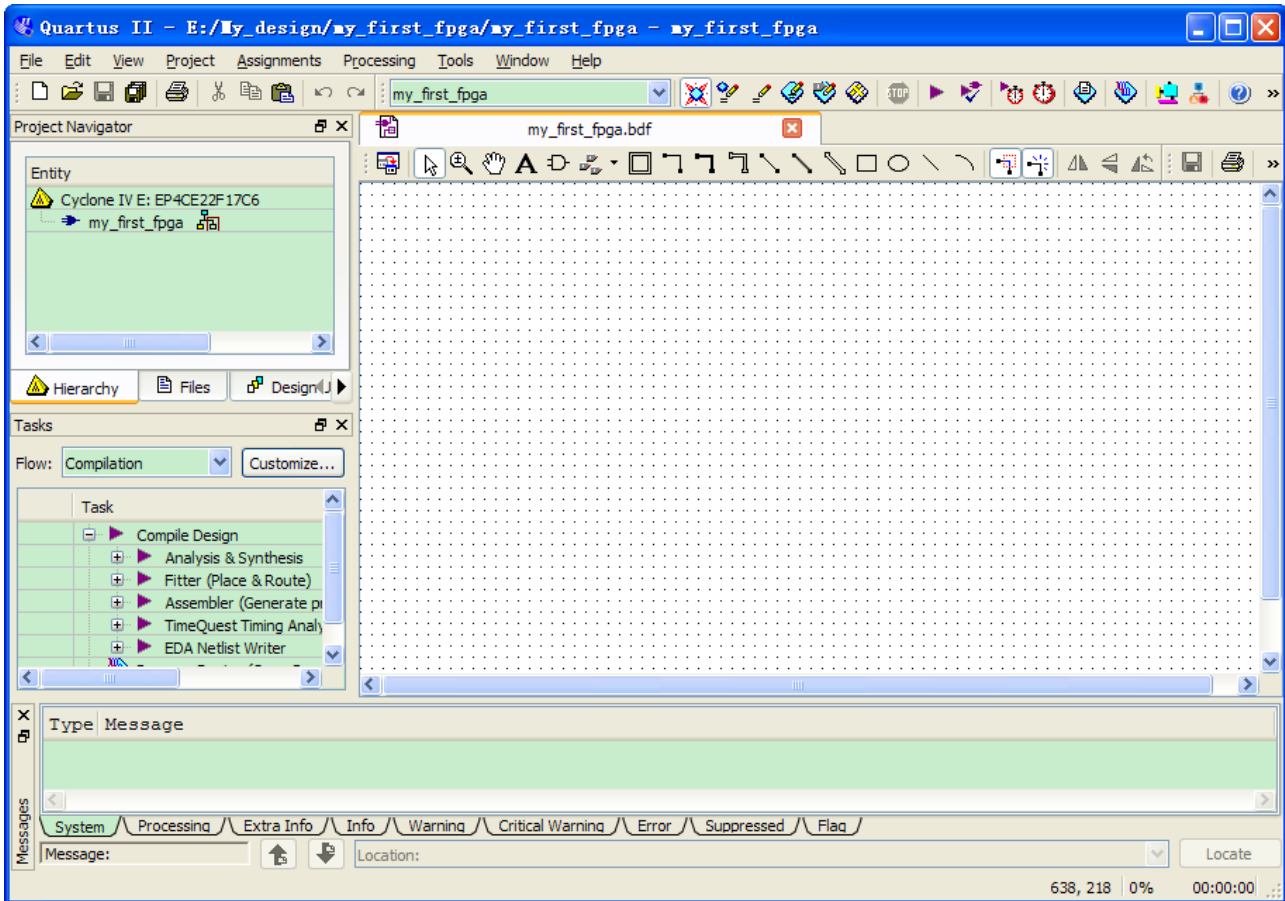 Quartus II - E:/My_design/my_first_fpga/my_first_fpga - my_first_fpga
File Edit View Project Assignments Processing Tools Window Help
my_first_fpga
STOP
»
Project Navigator
my_first_fpga.bdf
A
»
Entity
Cyclone IV E: EP4CE22F17C6
my_first_fpga
Hierarchy Files Design U
Tasks
Flow: Compilation Customize...
Task
Compile Design
Analysis & Synthesis
Fitter (Place & Route)
Assembler (Generate pr
TimeQuest Timing Analy
EDA Netlist Writer
Type Message
Messages
System Processing Extra Info Info Warning Critical Warning Error Suppressed Flag
Message: Location: Locate
638, 218 0% 00:00:00